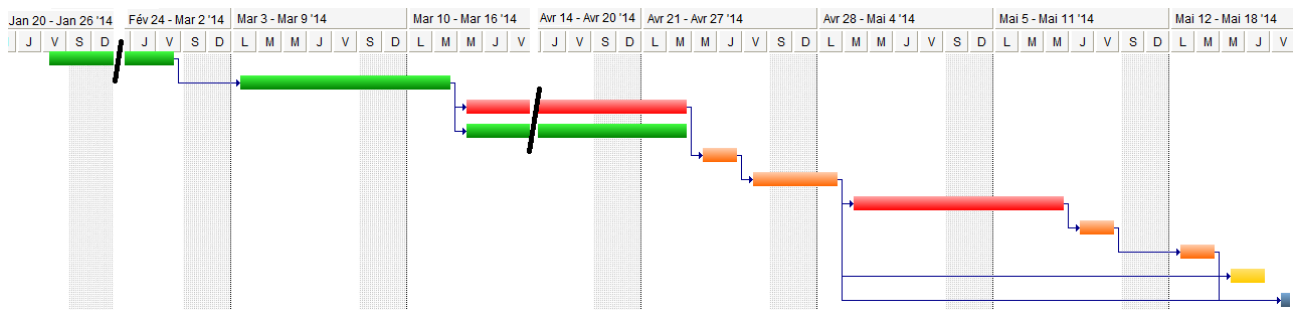 Jan 20 - Jan 26 '14 Fév 24 - Mar 2 '14 Mar 3 - Mar 9 '14 Mar 10 - Mar 16 '14 Avr 14 - Avr 20 '14 Avr 21 - Avr 27 '14 Avr 28 - Mai 4 '14 Mai 5 - Mai 11 '14 Mai 12 - Mai 18 '14
J V S D J V S D L M M J V S D L M M J V J V S D L M M J V S D L M M J V S D L M M J V S D L M M J V